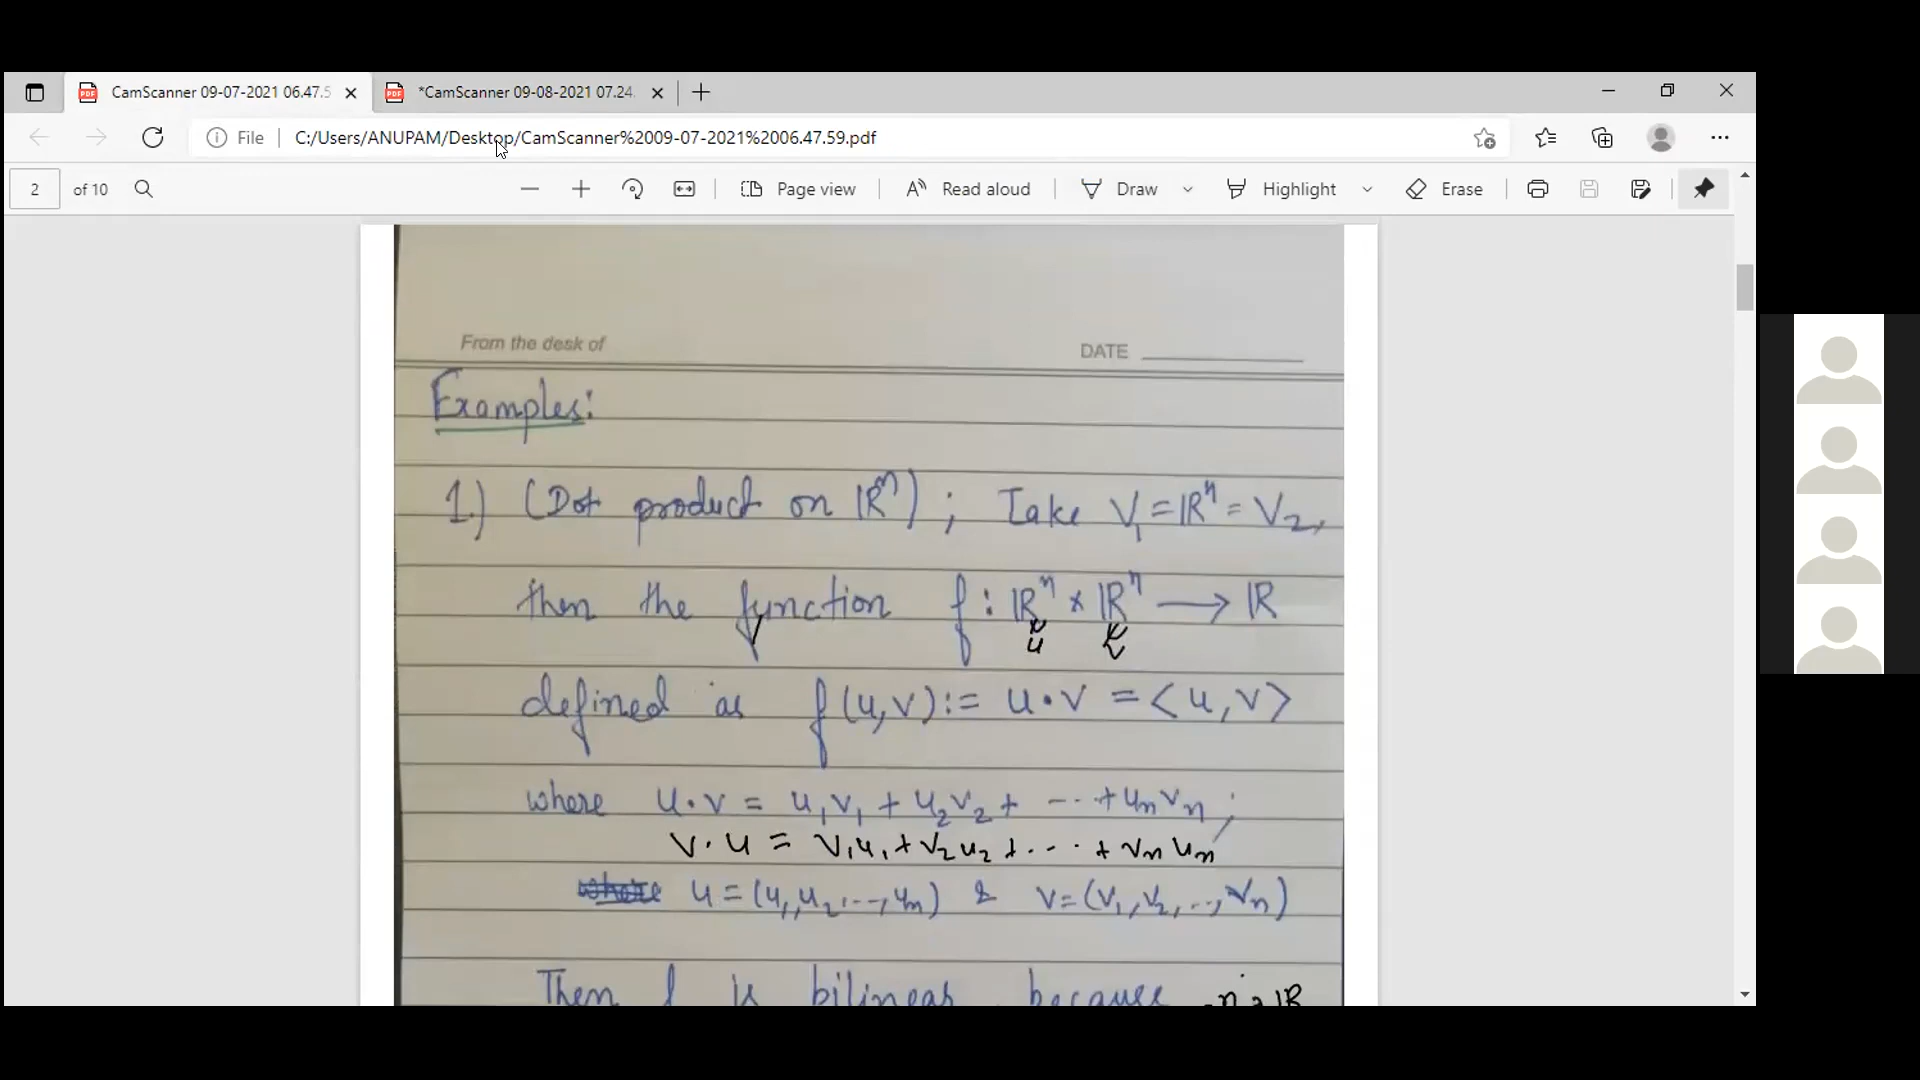 CamScanner 09-07-2021 06.47.5
*CamScanner 09-08-2021 07.24.
File C:/Users/ANUPAM/Desktop/CamScanner%2009-07-2021%2006.47.59.pdf
2 of 10 Page view Read aloud Draw Highlight Erase
From the desk of DATE
Examples:
1.) (Dot product on ℝⁿ) ; Take V₁=ℝⁿ=V₂,
then the function f : ℝⁿ × ℝⁿ → ℝ
u
defined as f(u,v) := u·v = <u,v>
where u·v = u₁v₁ + u₂v₂ + ---+ uₙvₙ ;
v·u = v₁u₁ + v₂u₂ + ... + vₙuₙ
where u = (u₁,u₂,...,uₙ) & v=(v₁,v₂,..,vₙ)
Then f is bilinear because